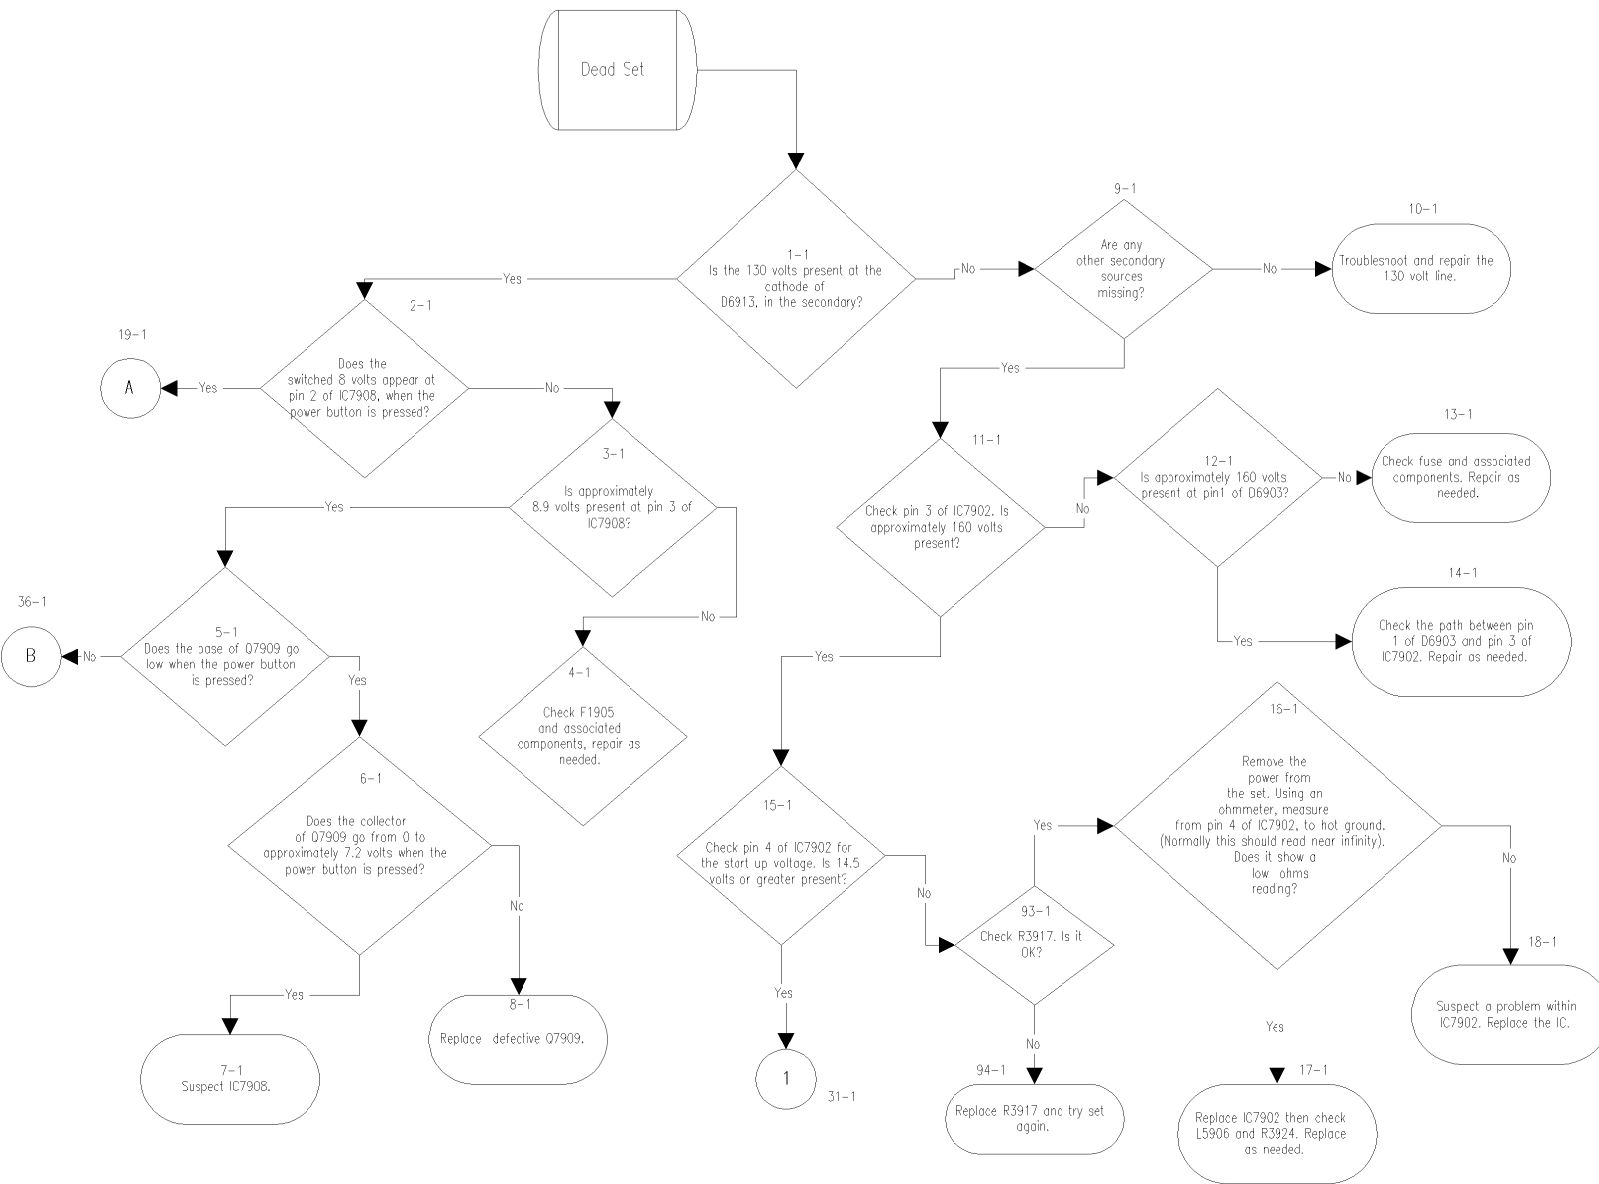 Dead Set
1-1
Is the 130 volts present at the
cathode of
D6913, in the secondary?
Yes
No
9-1
Are any
other secondary
sources
missing?
No
10-1
Troubleshoot and repair the
130 volt line.
Yes
2-1
Does the
switched 8 volts appear at
pin 2 of IC7908, when the
power button is pressed?
Yes
19-1
A
No
3-1
Is approximately
8.9 volts present at pin 3 of
IC7908?
Yes
No
4-1
Check F1905
and associated
components, repair as
needed.
5-1
Does the base of Q7909 go
low when the power button
is pressed?
No
36-1
B
Yes
6-1
Does the collector
of Q7909 go from 0 to
approximately 7.2 volts when the
power button is pressed?
Yes
7-1
Suspect IC7908.
No
8-1
Replace defective Q7909.
11-1
Check pin 3 of IC7902. Is
approximately 160 volts
present?
No
12-1
Is approximately 160 volts
present at pin1 of D6903?
No
13-1
Check fuse and associated
components. Repair as
needed.
Yes
14-1
Check the path between pin
1 of D6903 and pin 3 of
IC7902. Repair as needed.
Yes
15-1
Check pin 4 of IC7902 for
the start up voltage. Is 14.5
volts or greater present?
Yes
1
31-1
No
93-1
Check R3917. Is it
OK?
No
94-1
Replace R3917 and try set
again.
Yes
16-1
Remove the
power from
the set. Using an
ohmmeter, measure
from pin 4 of IC7902, to hot ground.
(Normally this should read near infinity).
Does it show a
low ohms
reading?
No
18-1
Suspect a problem within
IC7902. Replace the IC.
Yes
17-1
Replace IC7902 then check
L5906 and R3924. Replace
as needed.